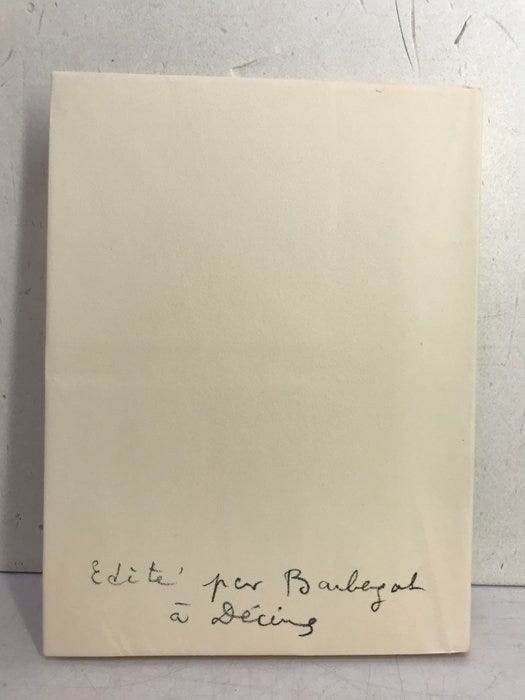 Edité par Barbezat
à Décines